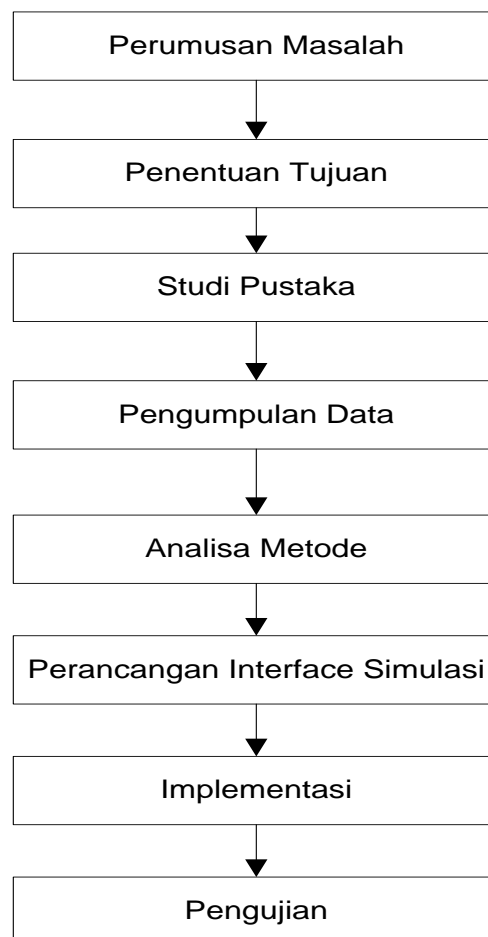 Perumusan Masalah
Penentuan Tujuan
Studi Pustaka
Pengumpulan Data
Analisa Metode
Perancangan Interface Simulasi
Implementasi
Pengujian